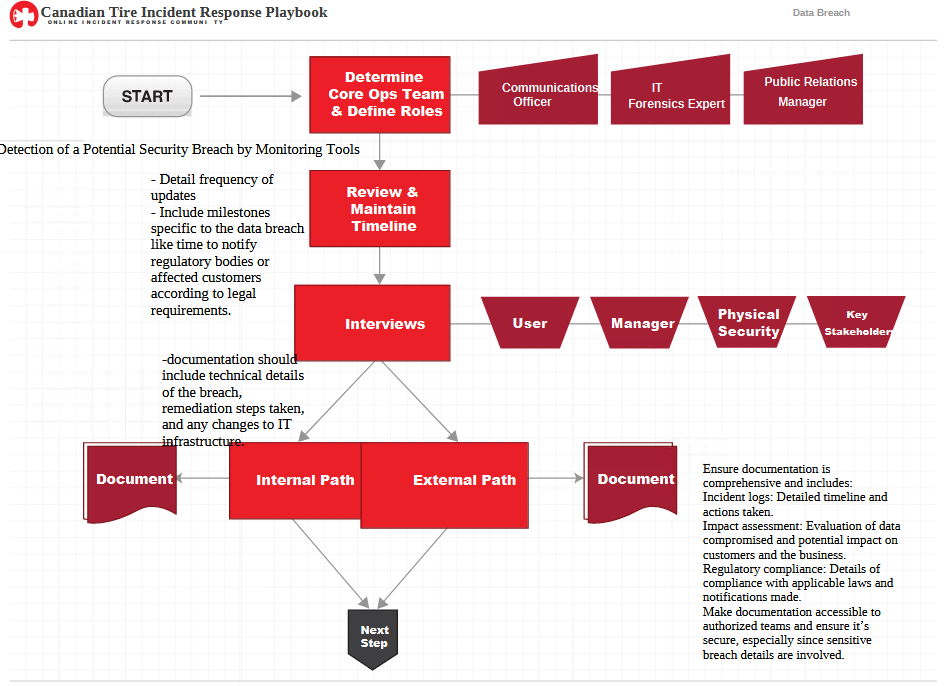 Canadian Tire Incident Response Playbook
ONLINE INCIDENT RESPONSE COMMUNITY
Data Breach
START
Determine
Core Ops Team
& Define Roles
Communications
Officer
IT
Forensics Expert
Public Relations
Manager
Detection of a Potential Security Breach by Monitoring Tools
- Detail frequency of
updates
- Include milestones
specific to the data breach
like time to notify
regulatory bodies or
affected customers
according to legal
requirements.
Review &
Maintain
Timeline
Interviews
User
Manager
Physical
Security
Key
Stakeholders
-documentation should
include technical details
of the breach,
remediation steps taken,
and any changes to IT
infrastructure.
Document
Internal Path
External Path
Document
Ensure documentation is
comprehensive and includes:
Incident logs: Detailed timeline and
actions taken.
Impact assessment: Evaluation of data
compromised and potential impact on
customers and the business.
Regulatory compliance: Details of
compliance with applicable laws and
notifications made.
Make documentation accessible to
authorized teams and ensure it’s
secure, especially since sensitive
breach details are involved.
Next
Step